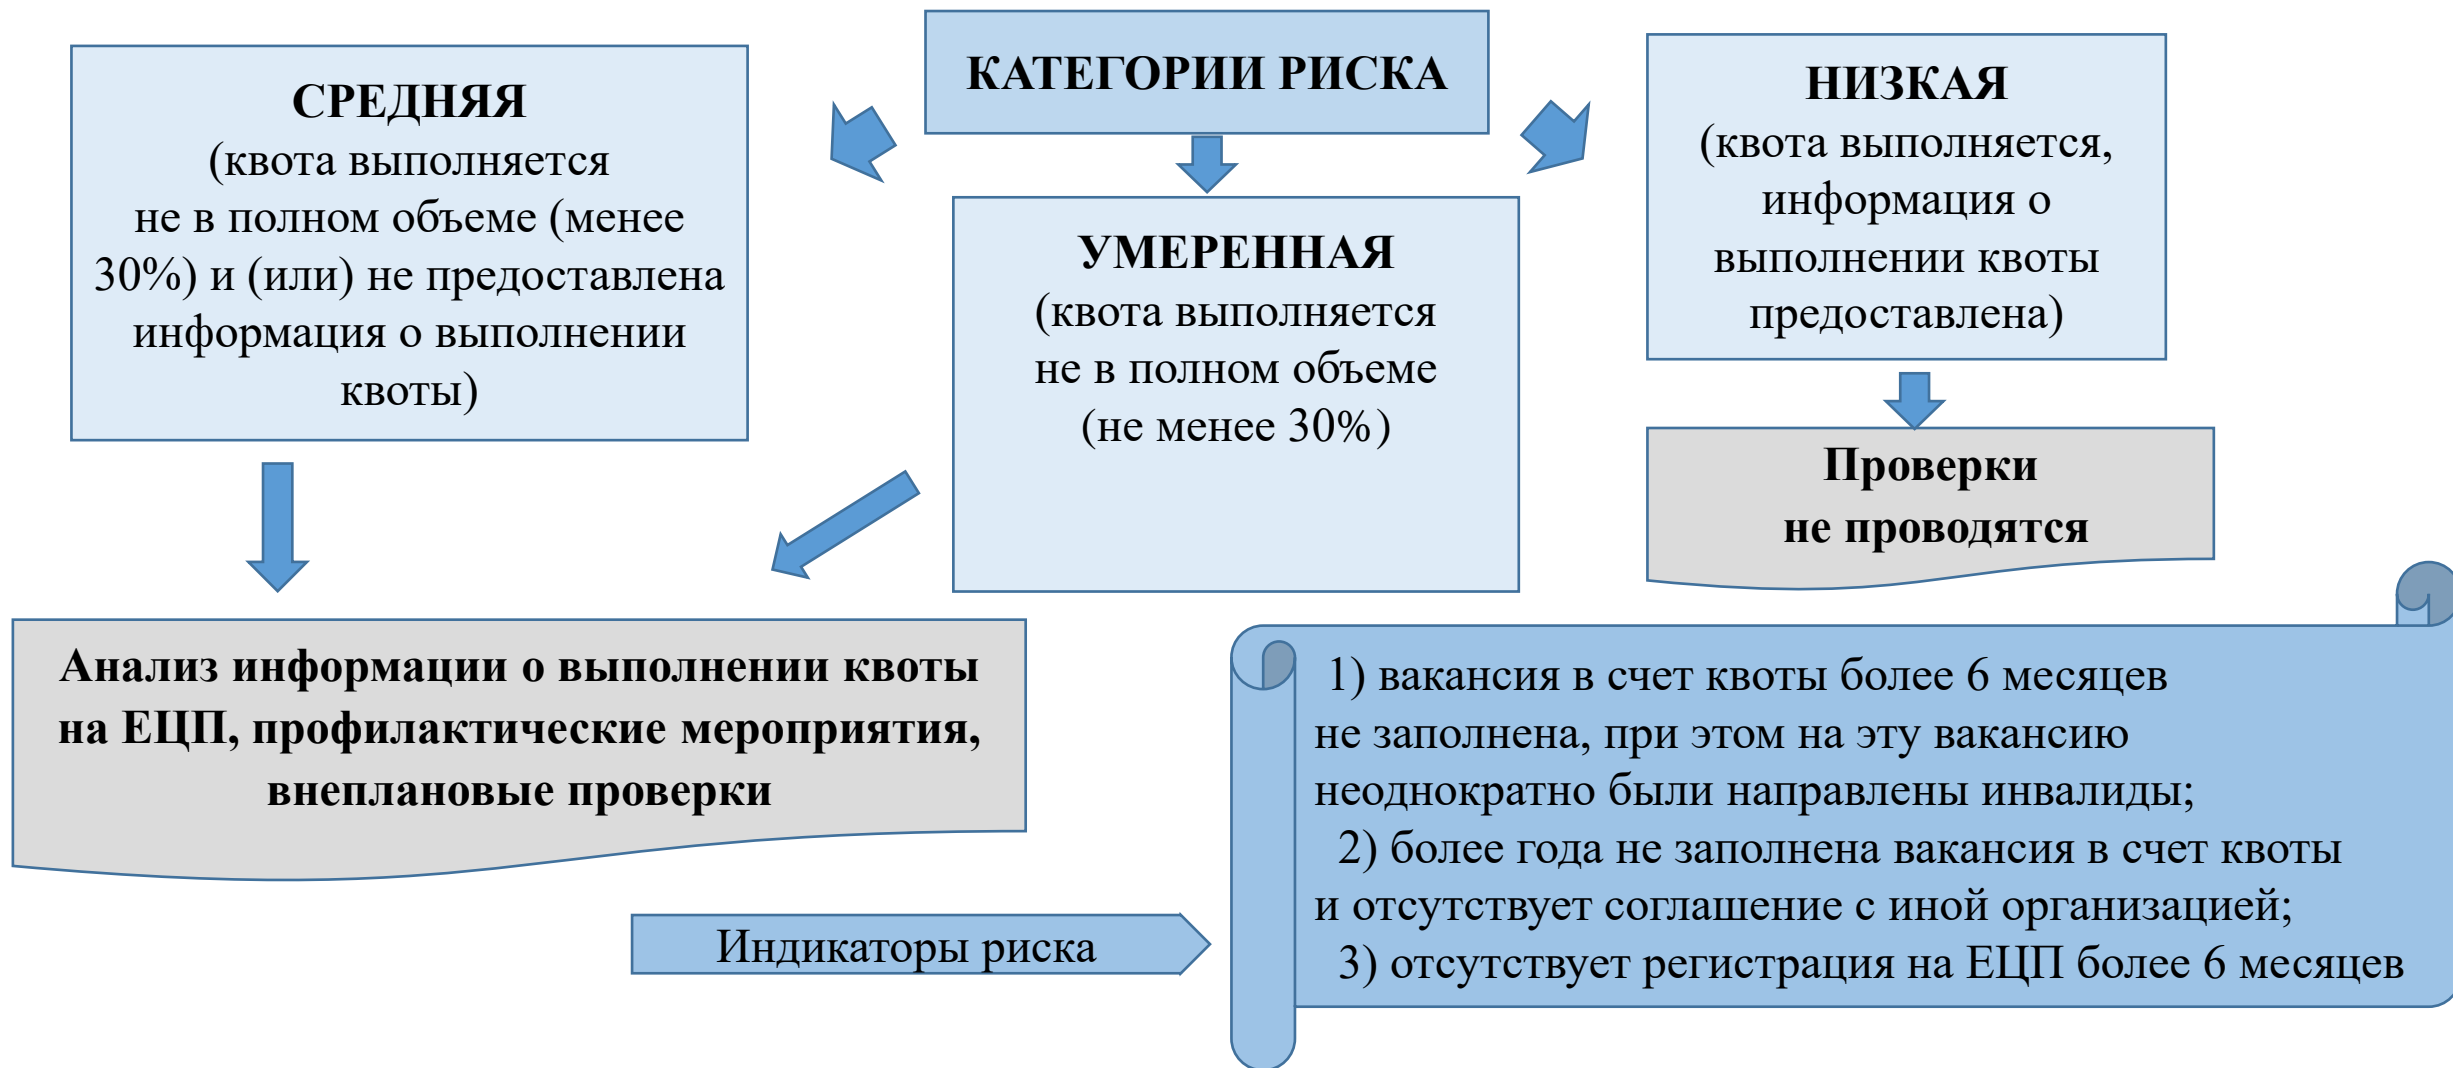 КАТЕГОРИИ РИСКА
СРЕДНЯЯ
(квота выполняется
не в полном объеме (менее
30%) и (или) не предоставлена
информация о выполнении
квоты)
УМЕРЕННАЯ
(квота выполняется
не в полном объеме
(не менее 30%)
НИЗКАЯ
(квота выполняется,
информация о
выполнении квоты
предоставлена)
Проверки
не проводятся
Анализ информации о выполнении квоты
на ЕЦП, профилактические мероприятия,
внеплановые проверки
Индикаторы риска
1) вакансия в счет квоты более 6 месяцев
не заполнена, при этом на эту вакансию
неоднократно были направлены инвалиды;
2) более года не заполнена вакансия в счет квоты
и отсутствует соглашение с иной организацией;
3) отсутствует регистрация на ЕЦП более 6 месяцев